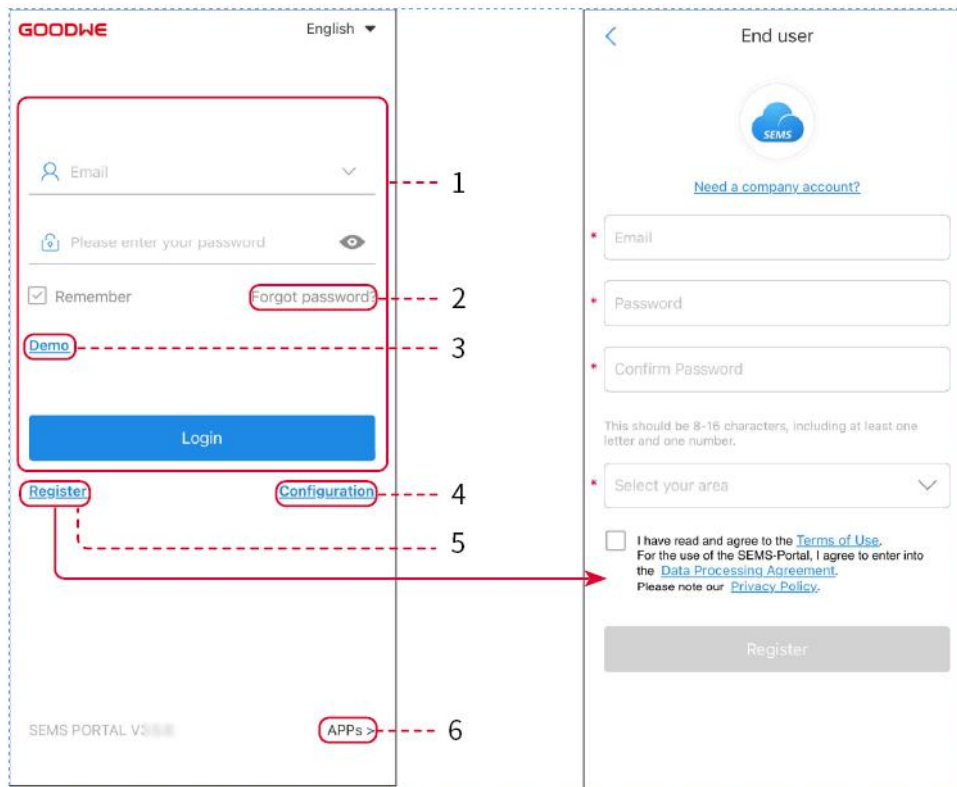 GOODWE
English
Email
1
Please enter your password
Remember
Forgot password?
2
Demo
3
Login
Register
Configuration
4
5
SEMS PORTAL
APPs >
6
End user
SEMS
Need a company account?
* Email
* Password
* Confirm Password
This should be 8-16 characters, including at least one
letter and one number.
* Select your area
I have read and agree to the Terms of Use.
For the use of the SEMS-Portal, I agree to enter into
the Data Processing Agreement.
Please note our Privacy Policy.
Register